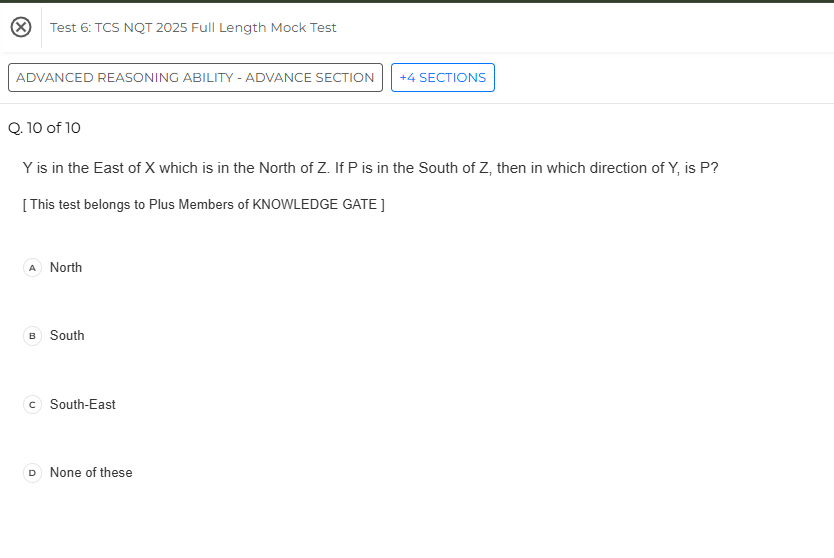 Test 6: TCS NQT 2025 Full Length Mock Test
ADVANCED REASONING ABILITY - ADVANCE SECTION
+4 SECTIONS
Q. 10 of 10
Y is in the East of X which is in the North of Z. If P is in the South of Z, then in which direction of Y, is P?
[ This test belongs to Plus Members of KNOWLEDGE GATE ]
A North
B South
C South-East
D None of these